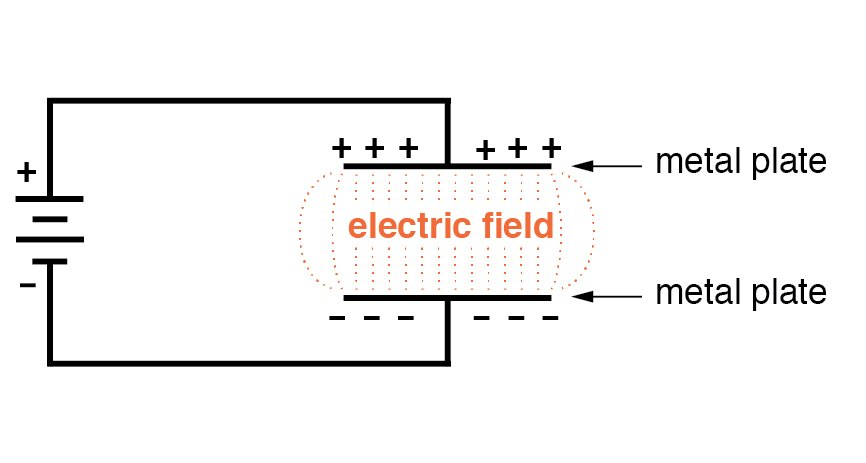 + + + + + +
metal plate
+
electric field
-
metal plate
- - - - - -